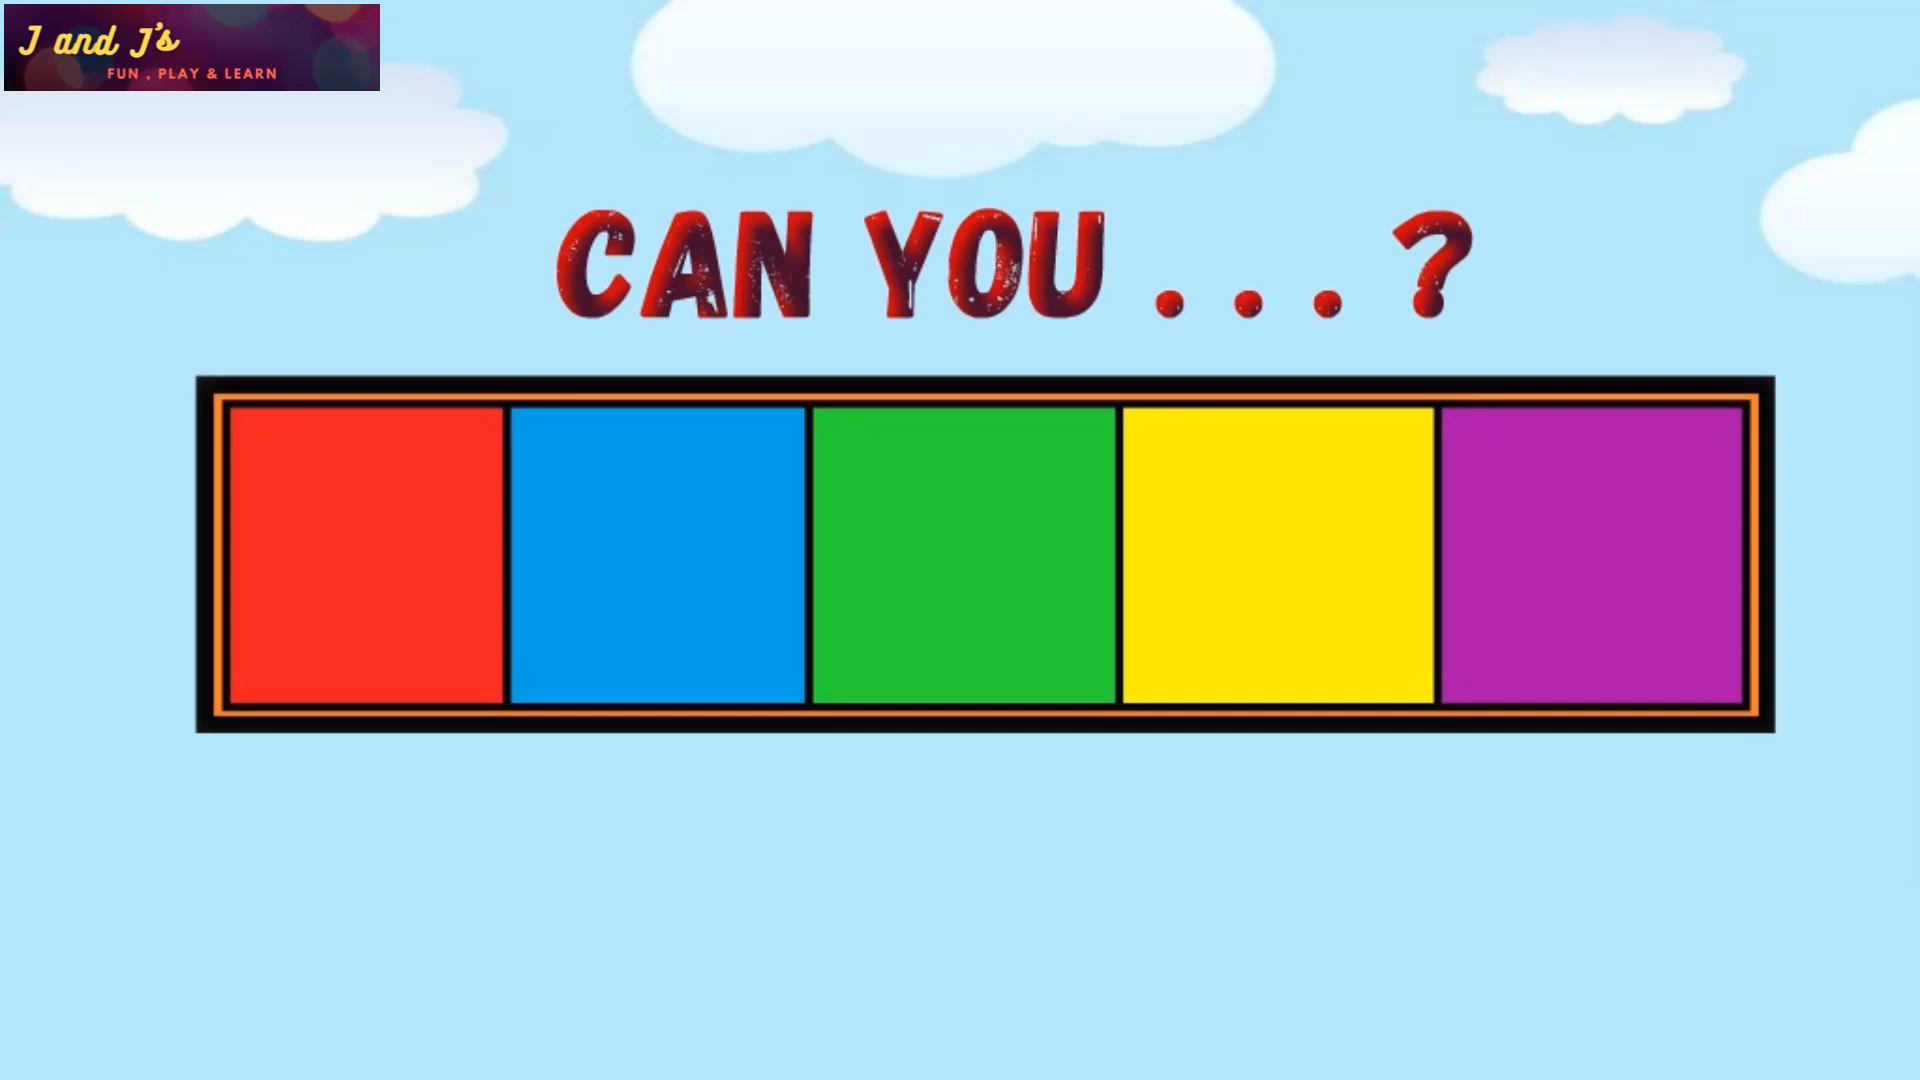 J and J's
FUN , PLAY & LEARN
CAN YOU . . . ?